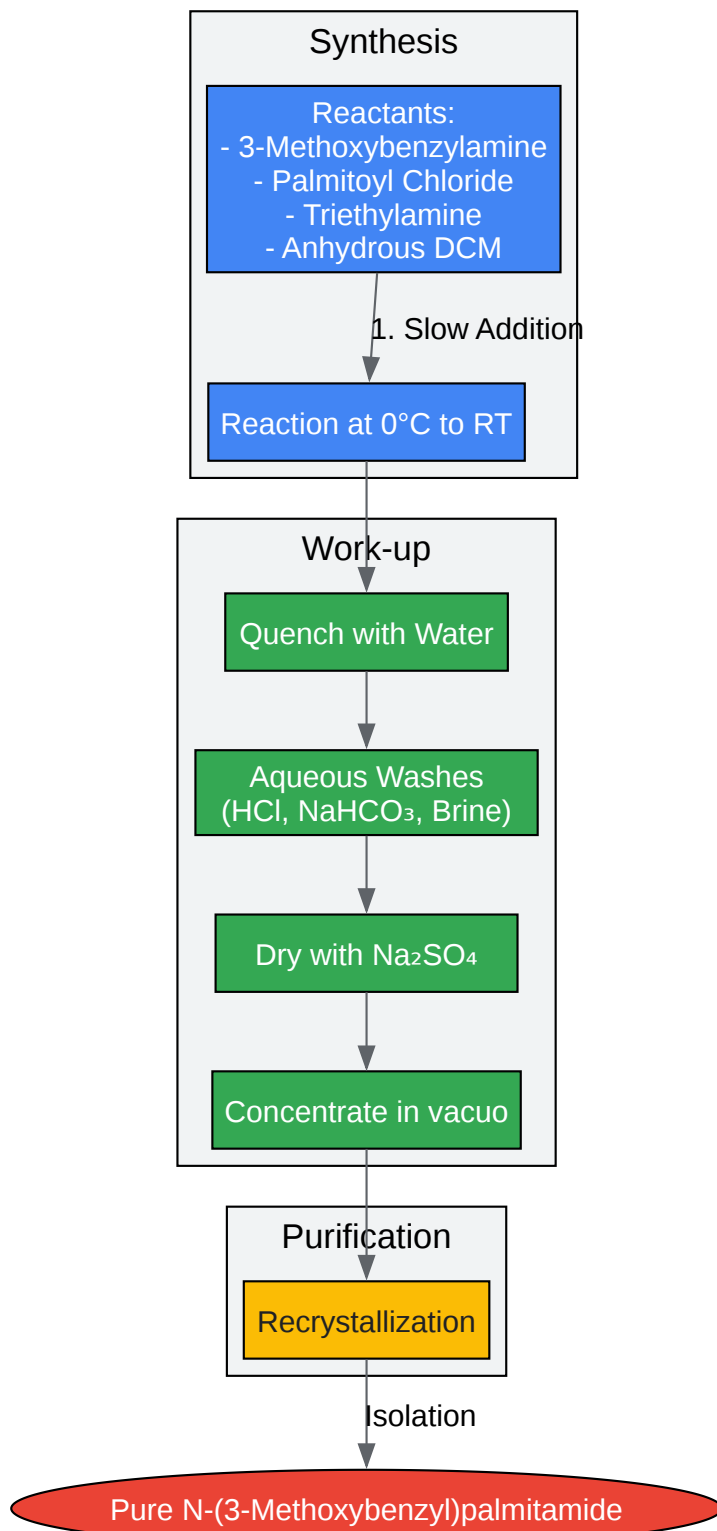 Synthesis
Reactants:
- 3-Methoxybenzylamine
- Palmitoyl Chloride
- Triethylamine
- Anhydrous DCM
1. Slow Addition
Reaction at 0°C to RT
Work-up
Quench with Water
Aqueous Washes
(HCl, NaHCO₃, Brine)
Dry with Na₂SO₄
Concentrate in vacuo
Purification
Recrystallization
Isolation
Pure N-(3-Methoxybenzyl)palmitamide